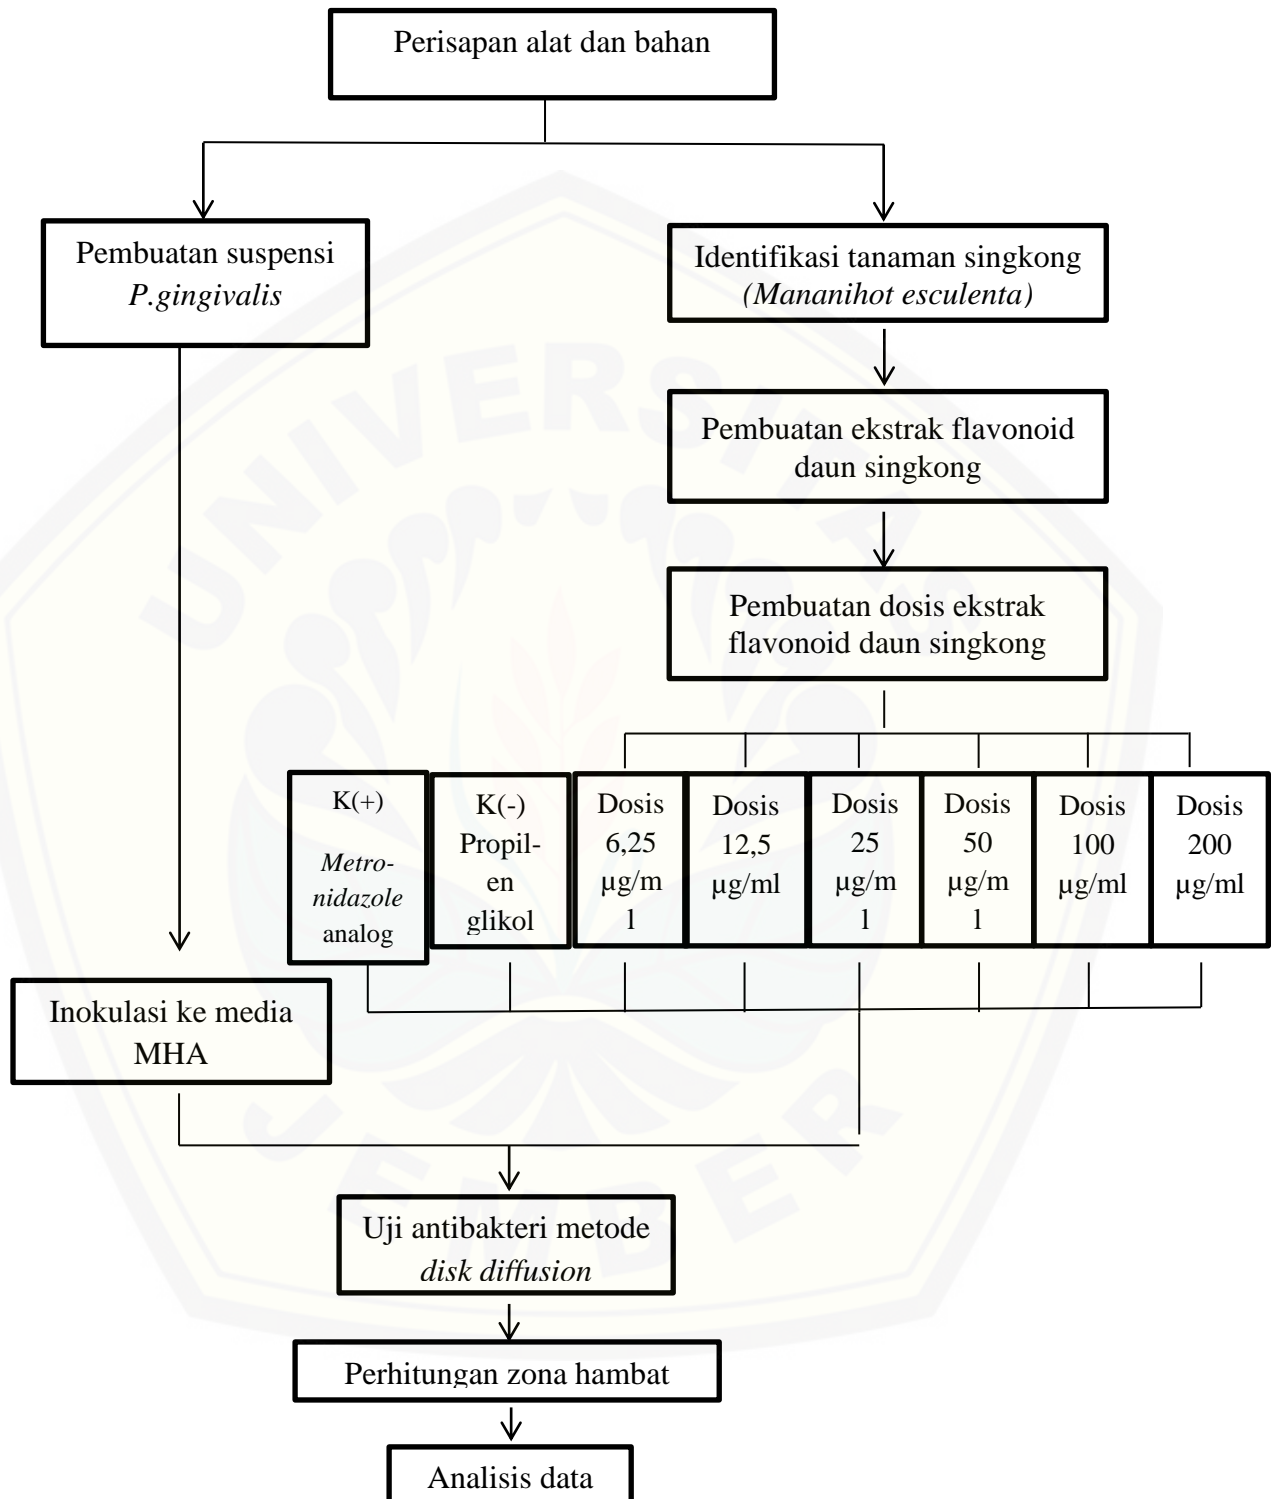 Perisapan alat dan bahan
Pembuatan suspensi
P.gingivalis
Identifikasi tanaman singkong
(Mananihot esculenta)
Pembuatan ekstrak flavonoid
daun singkong
Pembuatan dosis ekstrak
flavonoid daun singkong
K(+)
Metro-
nidazole
analog
K(-)
Propil-
en
glikol
Dosis
6,25
µg/m
l
Dosis
12,5
µg/ml
Dosis
25
µg/m
l
Dosis
50
µg/m
l
Dosis
100
µg/ml
Dosis
200
µg/ml
Inokulasi ke media
MHA
Uji antibakteri metode
disk diffusion
Perhitungan zona hambat
Analisis data
UNIVERSITAS
JEMBER